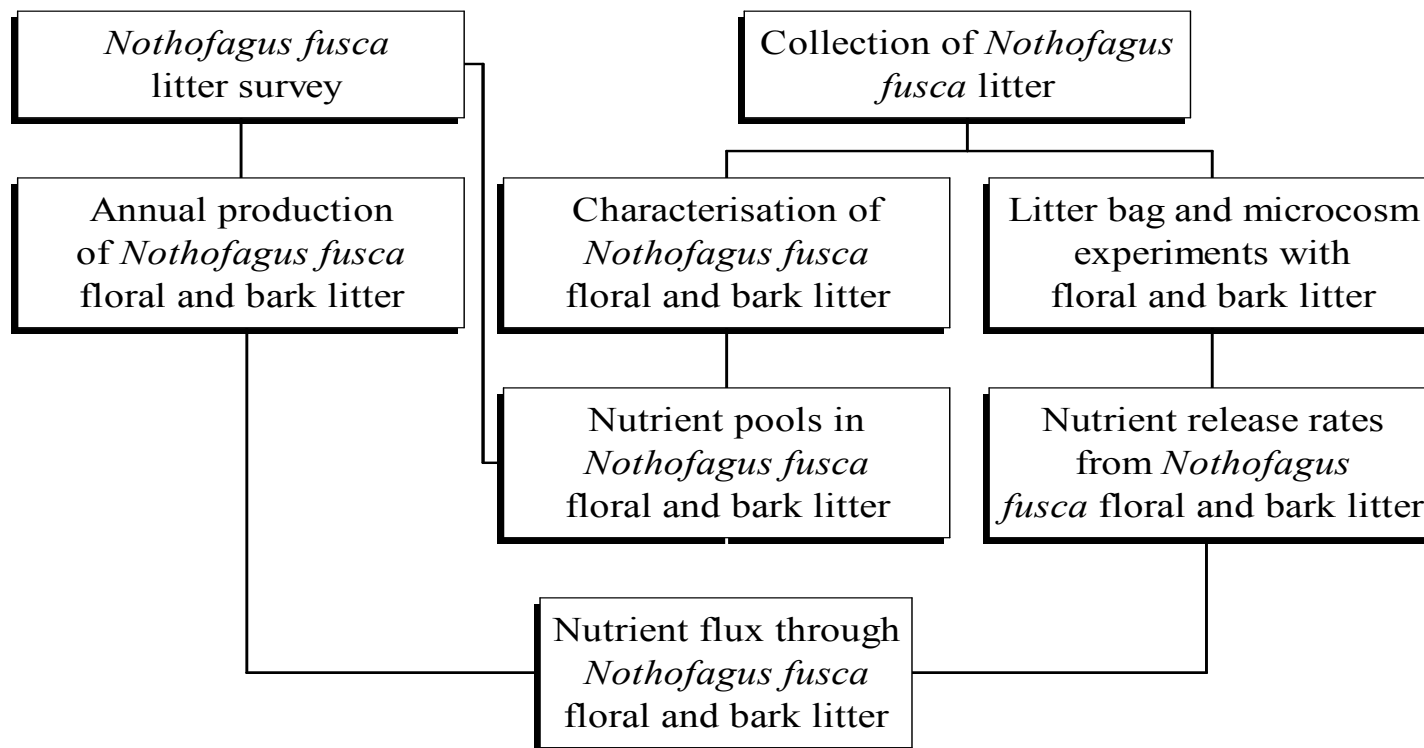 Nothofagus fusca
litter survey
Collection of Nothofagus
fusca litter
Annual production
of Nothofagus fusca
floral and bark litter
Characterisation of
Nothofagus fusca
floral and bark litter
Litter bag and microcosm
experiments with
floral and bark litter
Nutrient pools in
Nothofagus fusca
floral and bark litter
Nutrient release rates
from Nothofagus
fusca floral and bark litter
Nutrient flux through
Nothofagus fusca
floral and bark litter